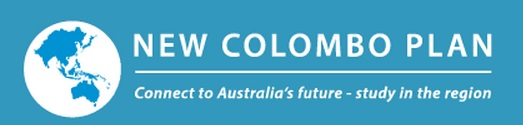 NEW COLOMBO PLAN
Connect to Australia's future - study in the region